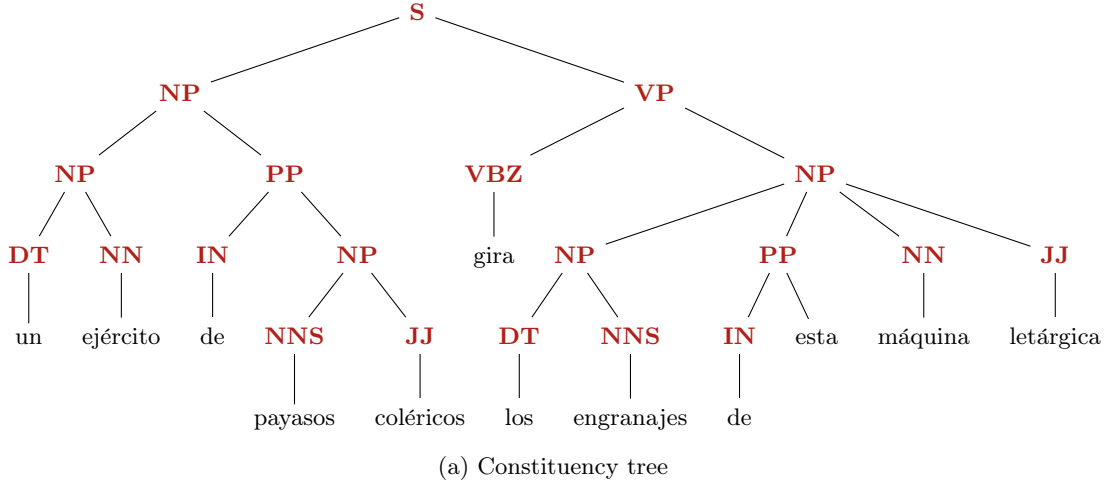 S
NP VP
NP PP VBZ NP
DT NN IN NP gira NP PP NN JJ
un ejército de NNS JJ DT NNS IN esta máquina letárgica
payasos coléricos los engranajes de
(a) Constituency tree